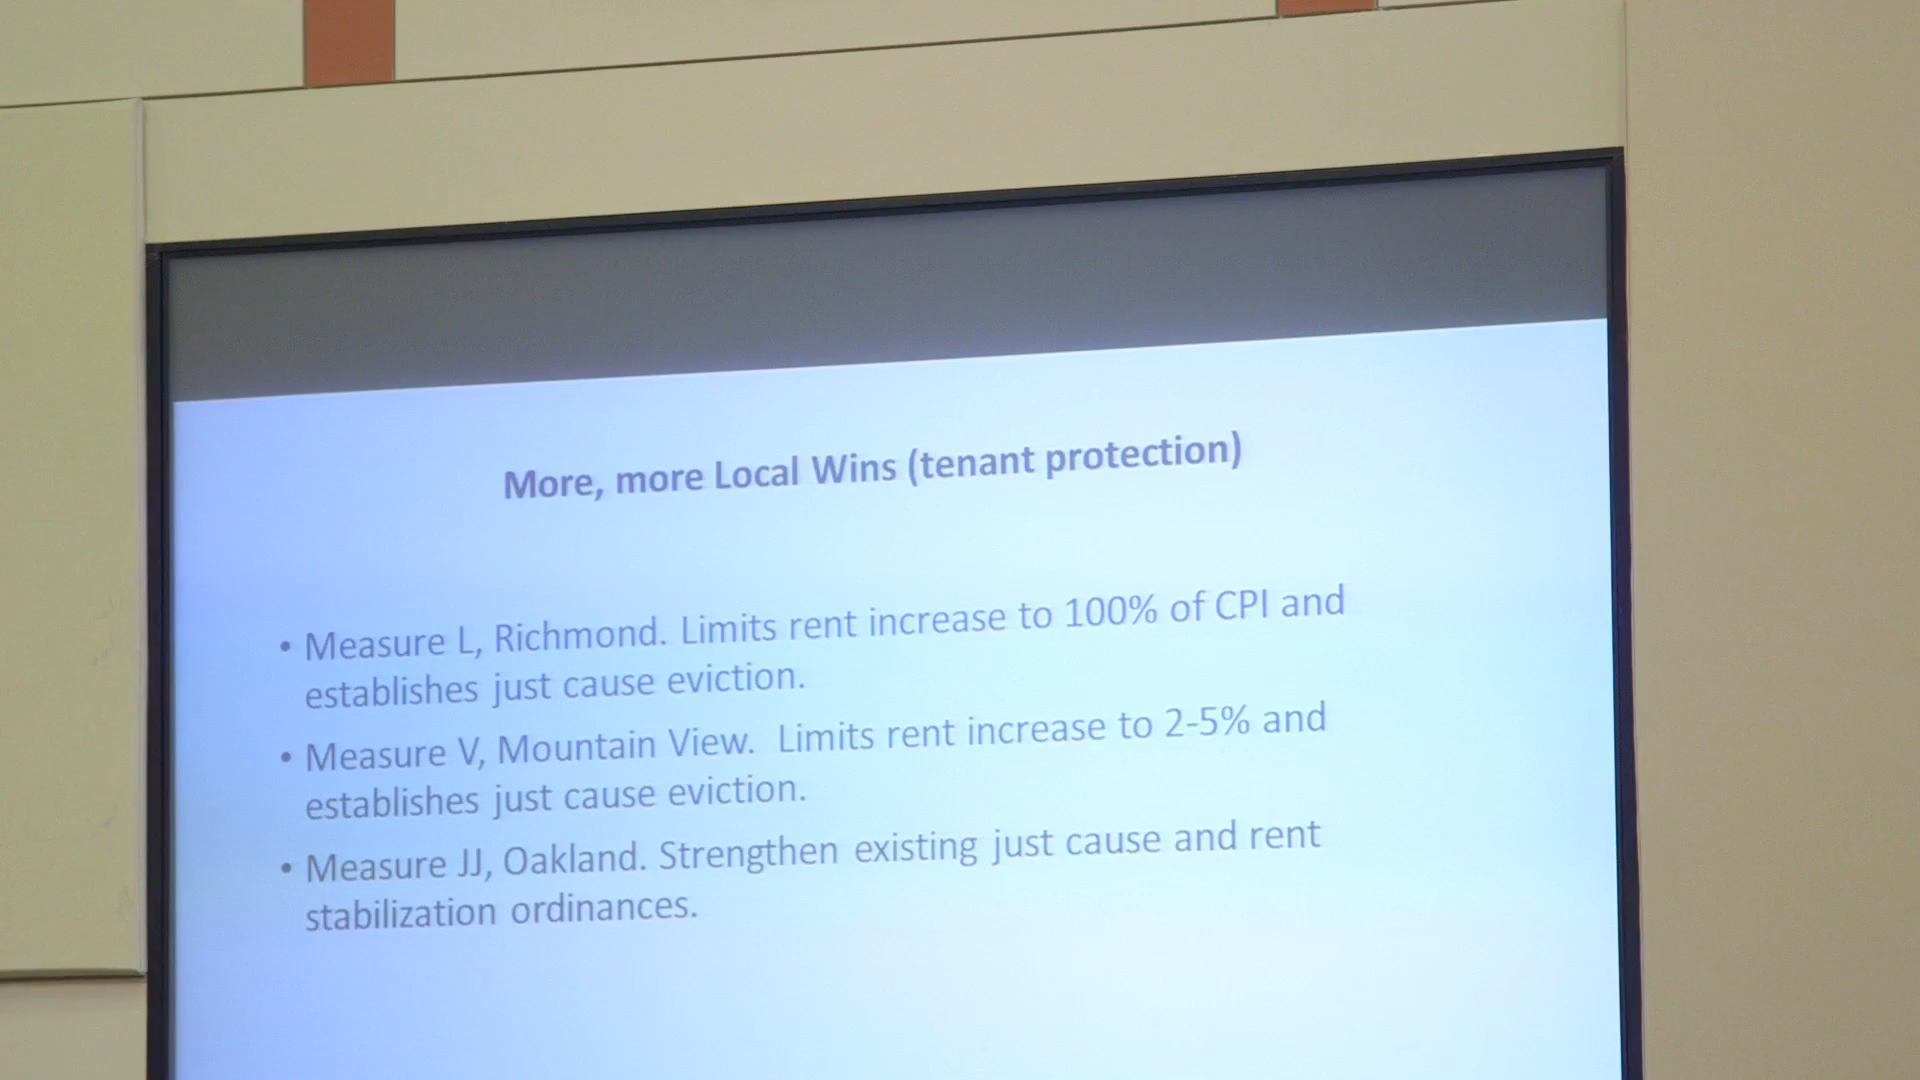 More, more Local Wins (tenant protection)
• Measure L, Richmond. Limits rent increase to 100% of CPI and
establishes just cause eviction.
• Measure V, Mountain View. Limits rent increase to 2-5% and
establishes just cause eviction.
• Measure JJ, Oakland. Strengthen existing just cause and rent
stabilization ordinances.